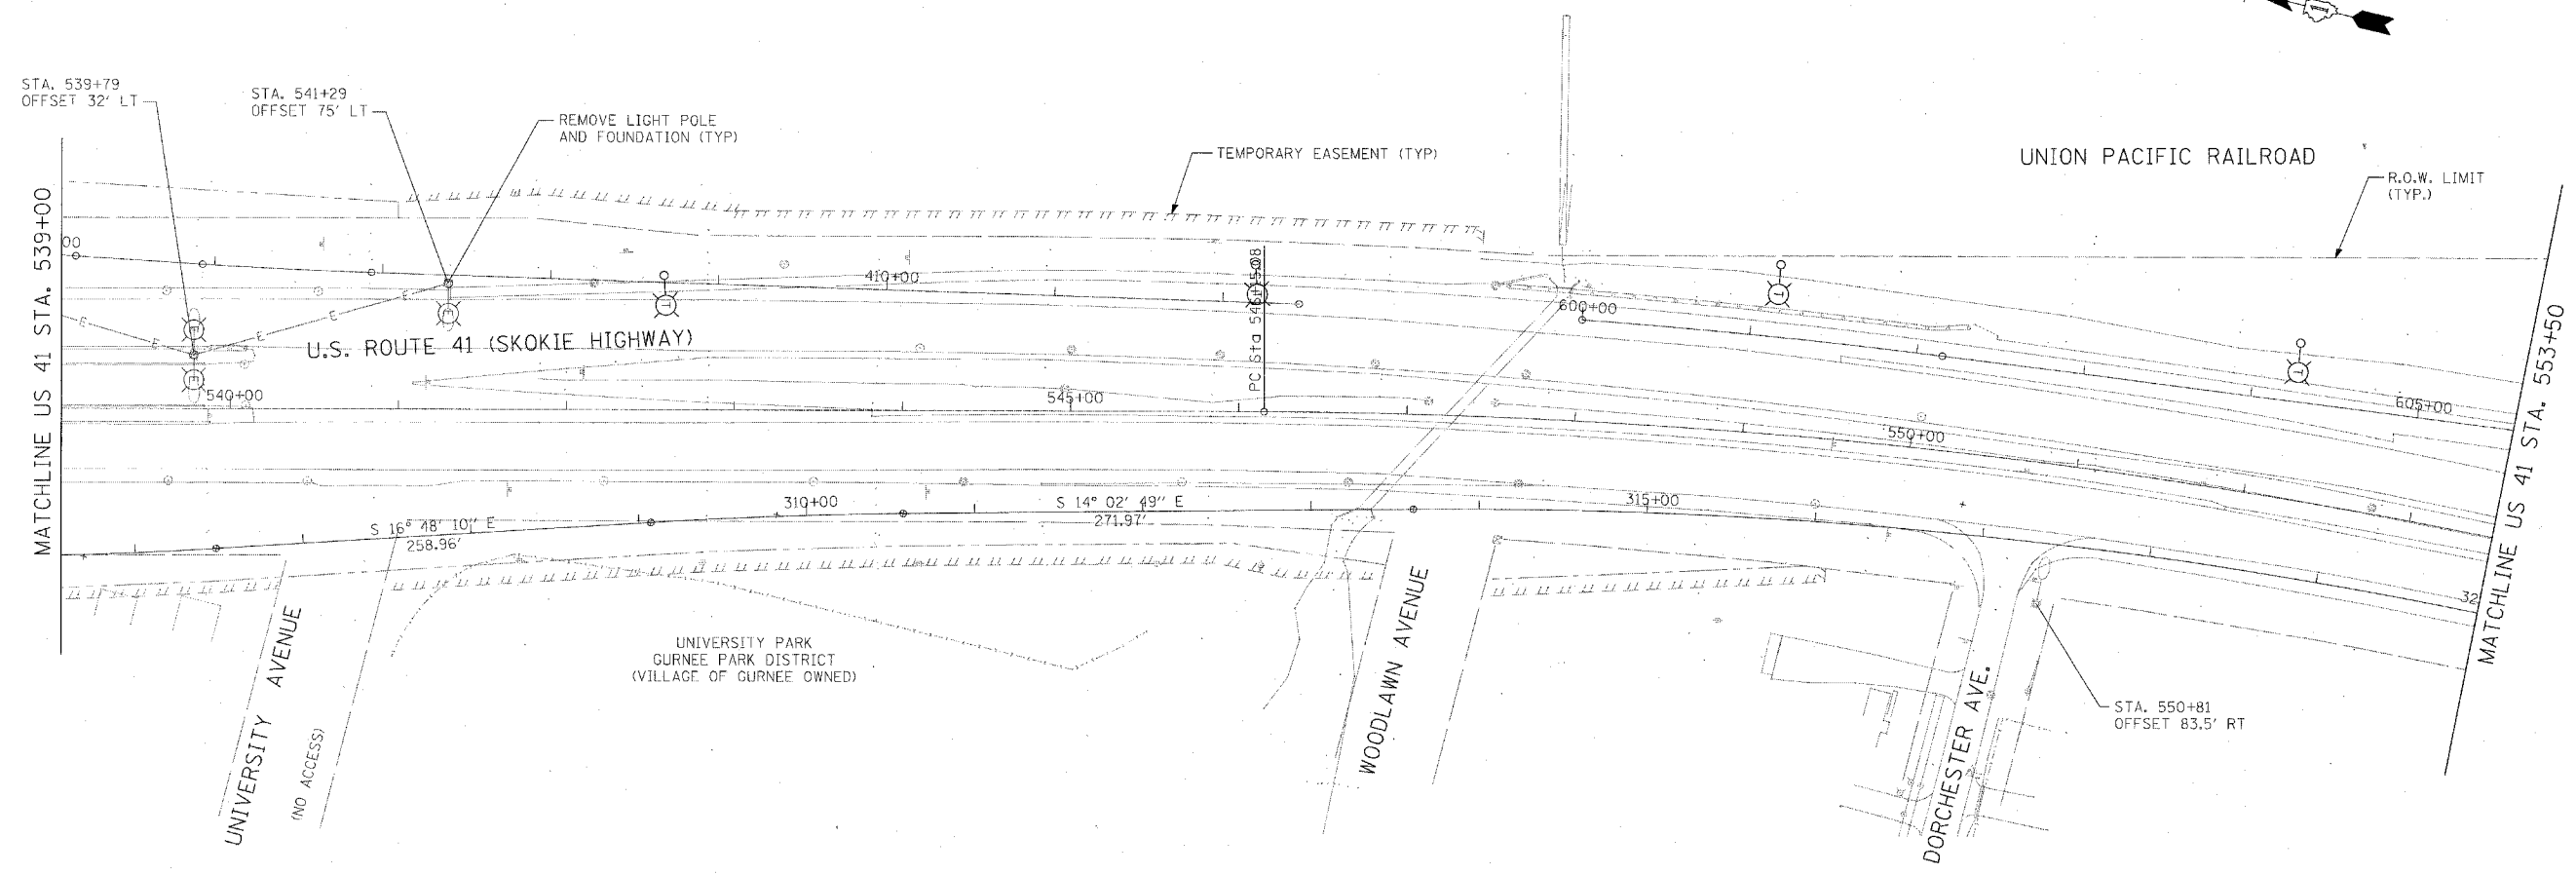 STA. 539+79
OFFSET 32' LT
STA. 541+29
OFFSET 75' LT
REMOVE LIGHT POLE
AND FOUNDATION (TYP)
TEMPORARY EASEMENT (TYP)
UNION PACIFIC RAILROAD
R.O.W. LIMIT
(TYP.)
MATCHLINE US 41 STA. 539+00
00
410+00
600+00
605+00
U.S. ROUTE 41 (SKOKIE HIGHWAY)
540+00
545+00
550+00
PC Sta
S 16° 48' 10" E
258.96'
310+00
S 14° 02' 49" E
271.97'
315+00
32
MATCHLINE US 41 STA. 553+50
UNIVERSITY AVENUE
(NO ACCESS)
UNIVERSITY PARK
GURNEE PARK DISTRICT
(VILLAGE OF GURNEE OWNED)
WOODLAWN AVENUE
DORCHESTER AVE.
STA. 550+81
OFFSET 83.5' RT